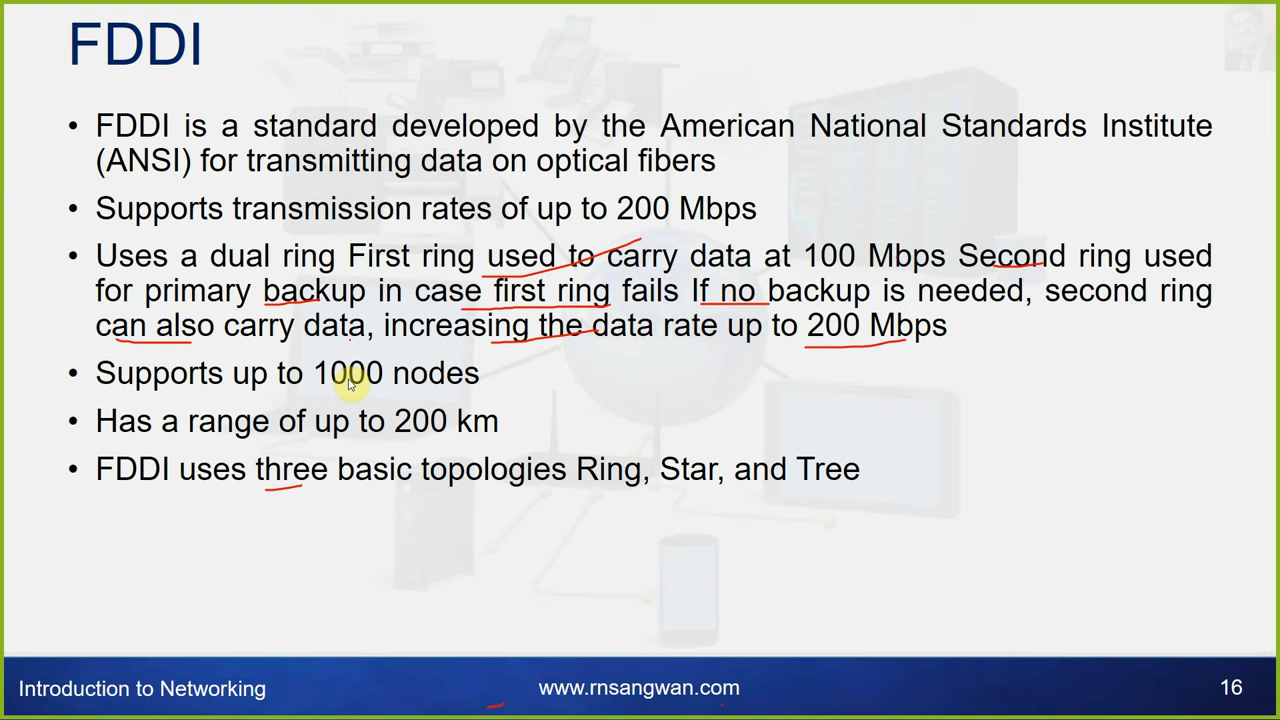 FDDI
• FDDI is a standard developed by the American National Standards Institute
(ANSI) for transmitting data on optical fibers
• Supports transmission rates of up to 200 Mbps
• Uses a dual ring First ring used to carry data at 100 Mbps Second ring used
for primary backup in case first ring fails If no backup is needed, second ring
can also carry data, increasing the data rate up to 200 Mbps
• Supports up to 1000 nodes
• Has a range of up to 200 km
• FDDI uses three basic topologies Ring, Star, and Tree
Introduction to Networking www.rnsangwan.com 16